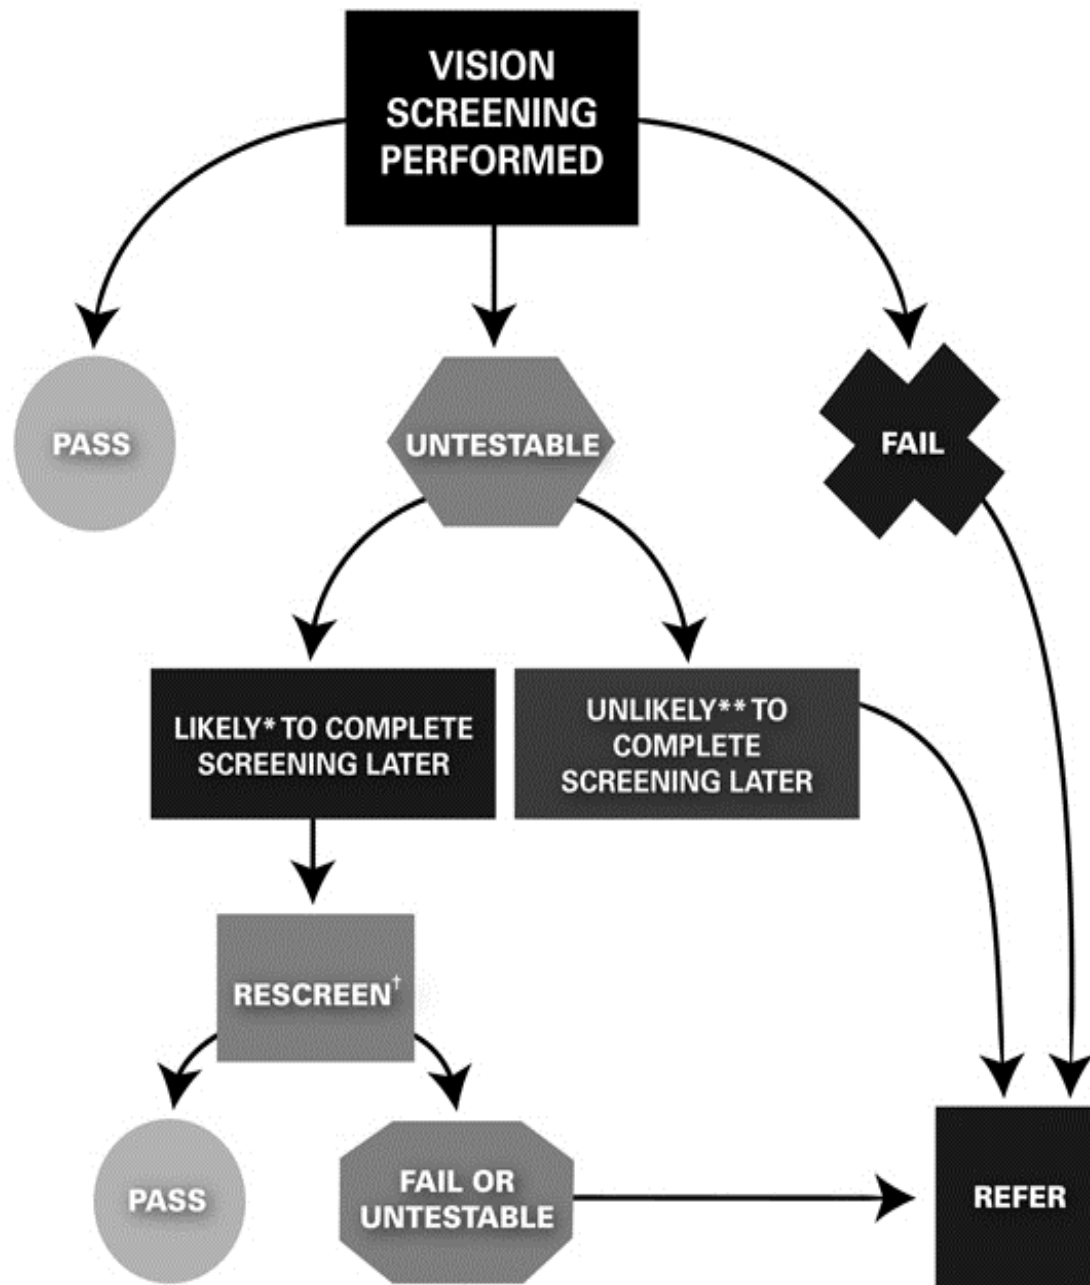 VISION
SCREENING
PERFORMED
PASS
UNTESTABLE
FAIL
LIKELY* TO COMPLETE
SCREENING LATER
UNLIKELY** TO
COMPLETE
SCREENING LATER
RESCREEN†
PASS
FAIL OR
UNTESTABLE
REFER